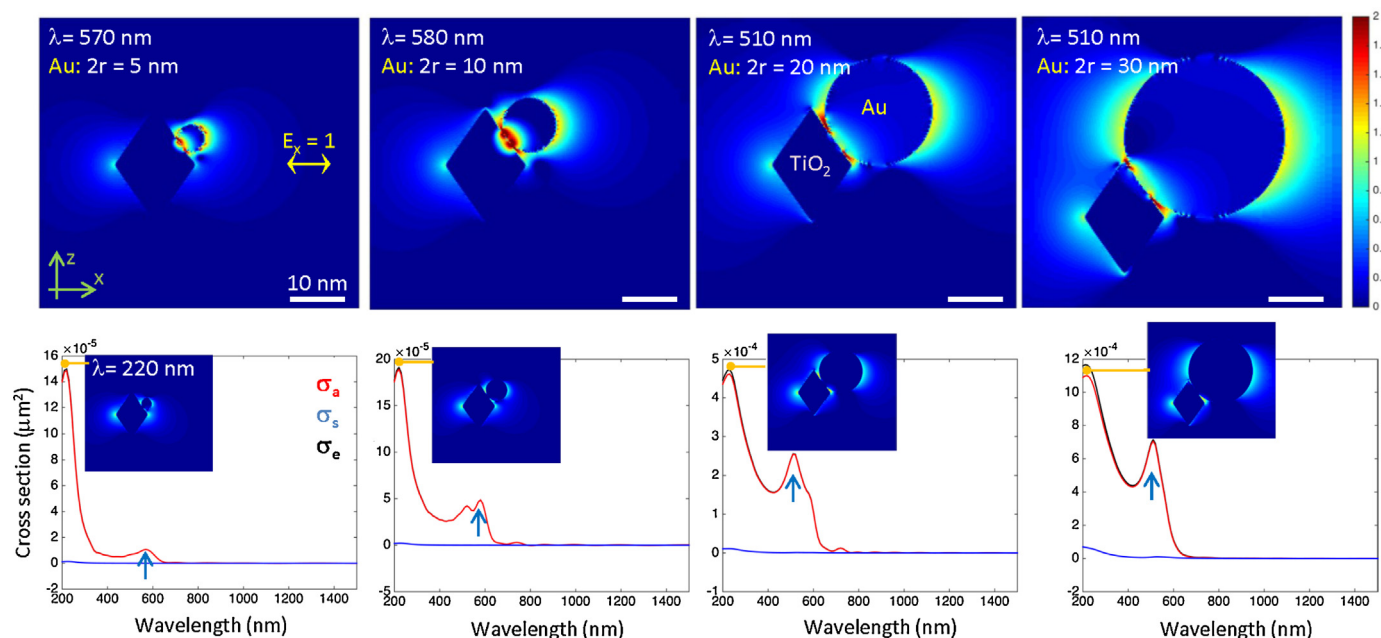 λ= 570 nm
Au: 2r = 5 nm
Eₓ = 1
z
x
10 nm
λ= 580 nm
Au: 2r = 10 nm
λ= 510 nm
Au: 2r = 20 nm
Au
TiO₂
λ= 510 nm
Au: 2r = 30 nm
2
1.5
1
0.5
0
Cross section (μm²)
×10⁻⁵
16
14
12
10
8
6
4
2
0
-2
200 400 600 800 1000 1200 1400
Wavelength (nm)
λ= 220 nm
σₐ
σₛ
σₑ
×10⁻⁵
20
15
10
5
0
-5
200 400 600 800 1000 1200 1400
Wavelength (nm)
×10⁻⁴
5
4
3
2
1
0
-1
200 400 600 800 1000 1200 1400
Wavelength (nm)
×10⁻⁴
12
10
8
6
4
2
0
-2
200 400 600 800 1000 1200 1400
Wavelength (nm)